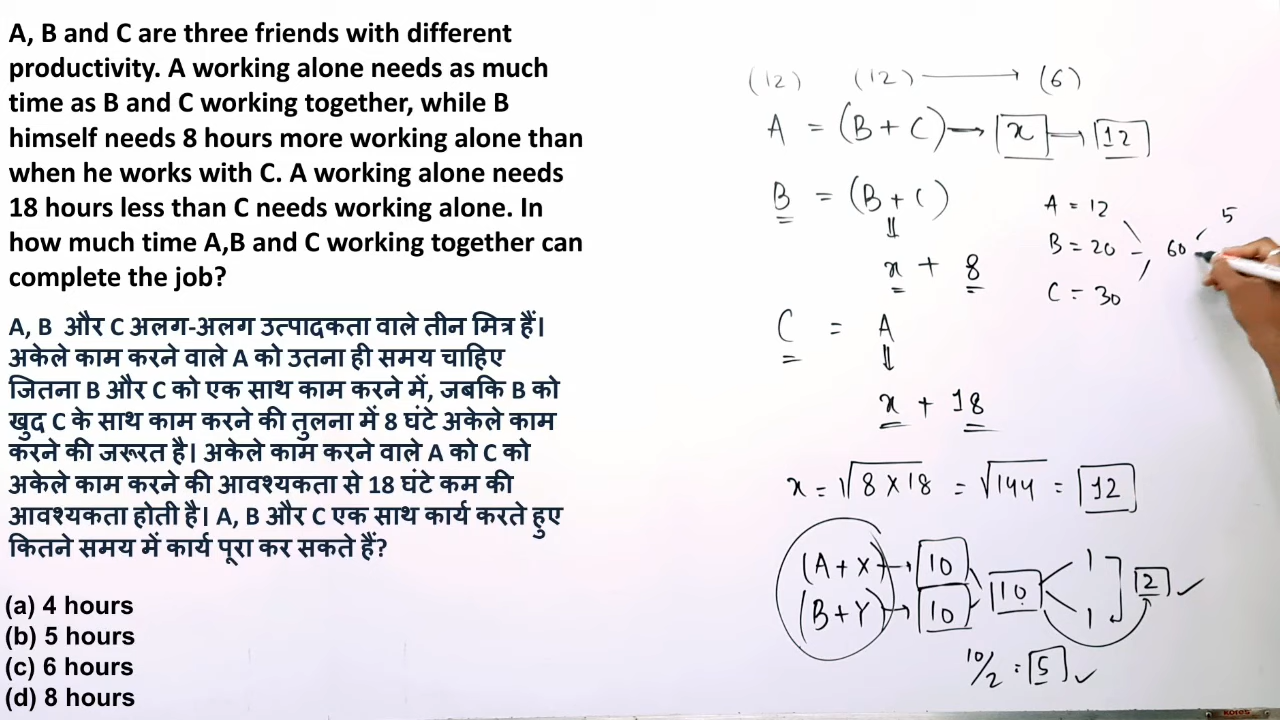 A, B and C are three friends with different
productivity. A working alone needs as much
time as B and C working together, while B
himself needs 8 hours more working alone than
when he works with C. A working alone needs
18 hours less than C needs working alone. In
how much time A,B and C working together can
complete the job?
A, B और C अलग-अलग उत्पादकता वाले तीन मित्र हैं।
अकेले काम करने वाले A को उतना ही समय चाहिए
जितना B और C को एक साथ काम करने में, जबकि B को
खुद C के साथ काम करने की तुलना में 8 घंटे अकेले काम
करने की जरूरत है। अकेले काम करने वाले A को C को
अकेले काम करने की आवश्यकता से 18 घंटे कम की
आवश्यकता होती है। A, B और C एक साथ कार्य करते हुए
कितने समय में कार्य पूरा कर सकते हैं?
(a) 4 hours
(b) 5 hours
(c) 6 hours
(d) 8 hours
(12) (12) → (6)
A = (B + C) → x → 12
B = (B + C)
x + 8
C = A
x + 18
A = 12
B = 20
C = 30
60
5
x = √8×18 = √144 = 12
(A + X) → 10
(B + Y) → 10
10
1
1
2 ✓
10/2 = 5 ✓
kores